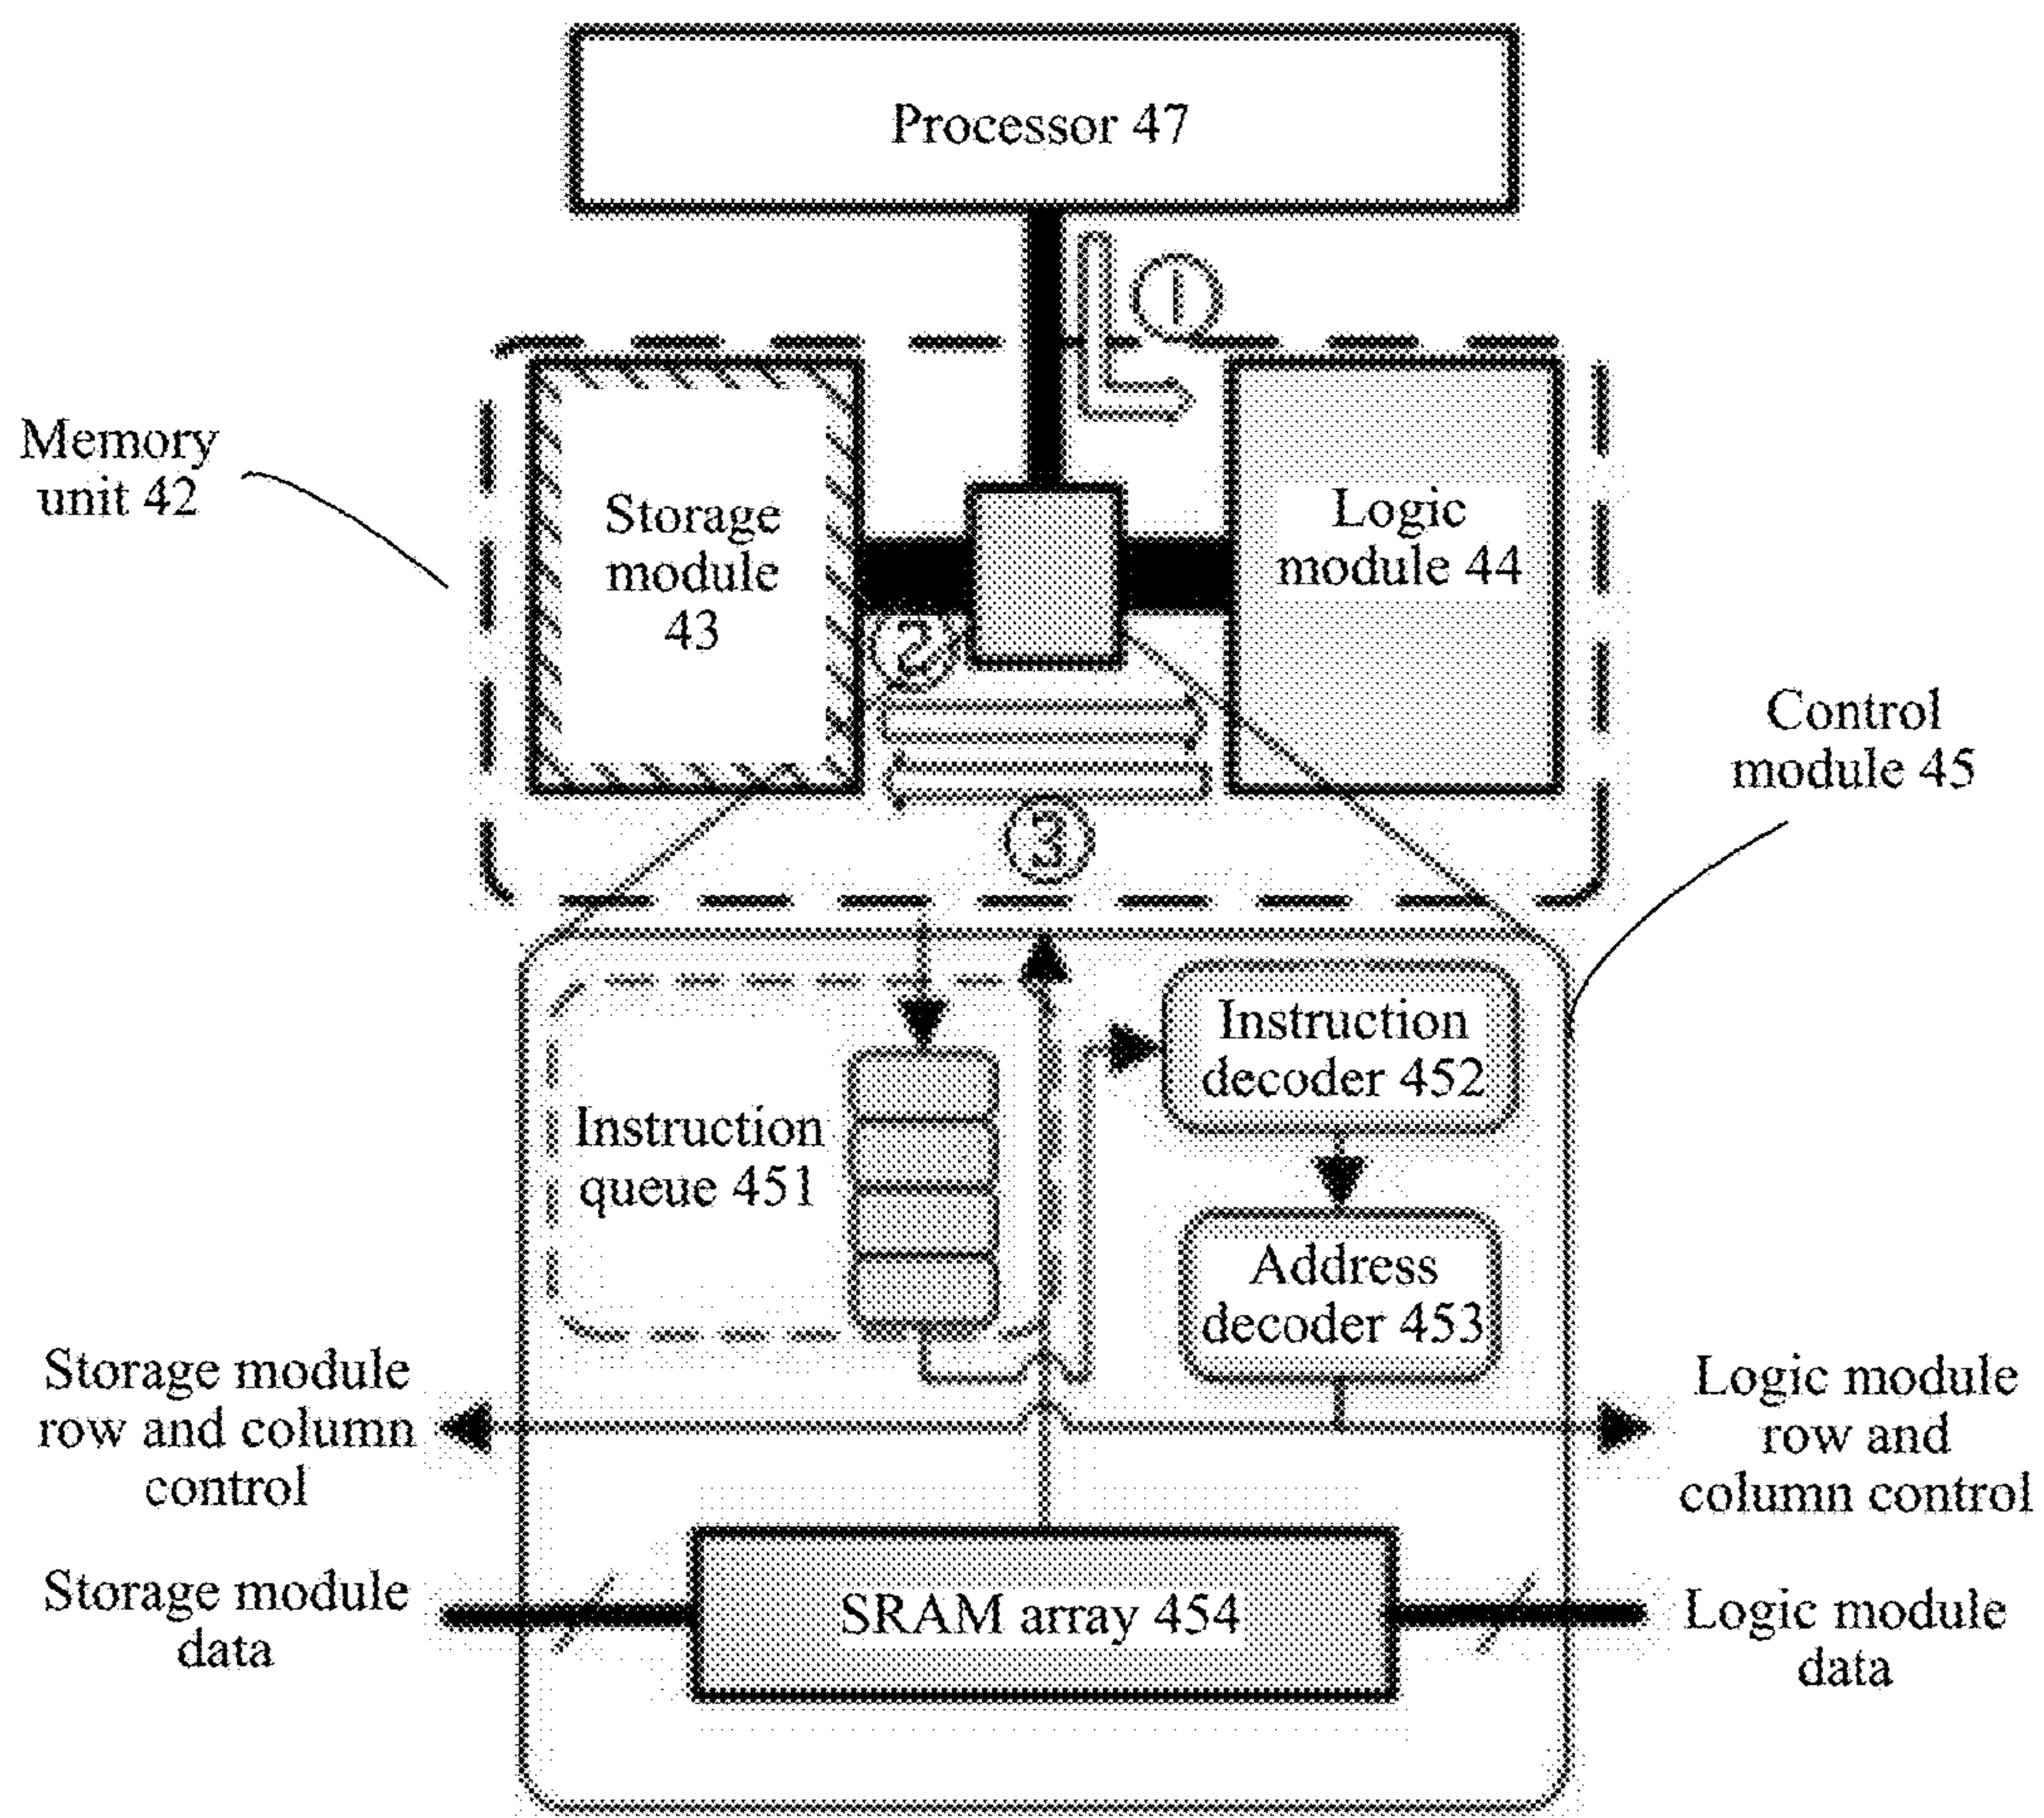 Processor 47
①
Memory
unit 42
Storage
module
43
Logic
module 44
②
③
Control
module 45
Instruction
queue 451
Instruction
decoder 452
Address
decoder 453
Storage module
row and column
control
Logic module
row and
column control
Storage module
data
SRAM array 454
Logic module
data